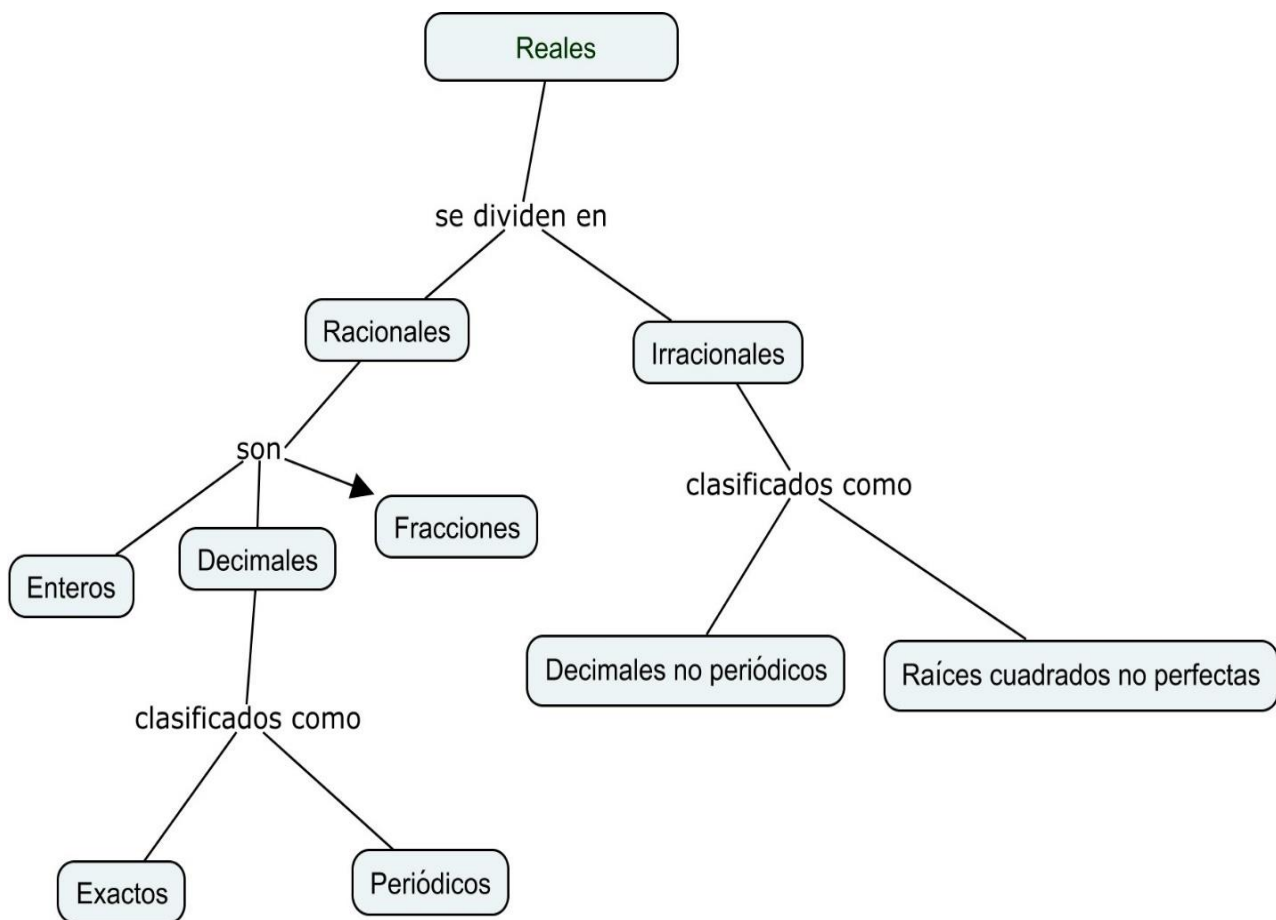 Reales
se dividen en
Racionales
Irracionales
son
clasificados como
Enteros
Decimales
Fracciones
Decimales no periódicos
Raíces cuadrados no perfectas
clasificados como
Exactos
Periódicos